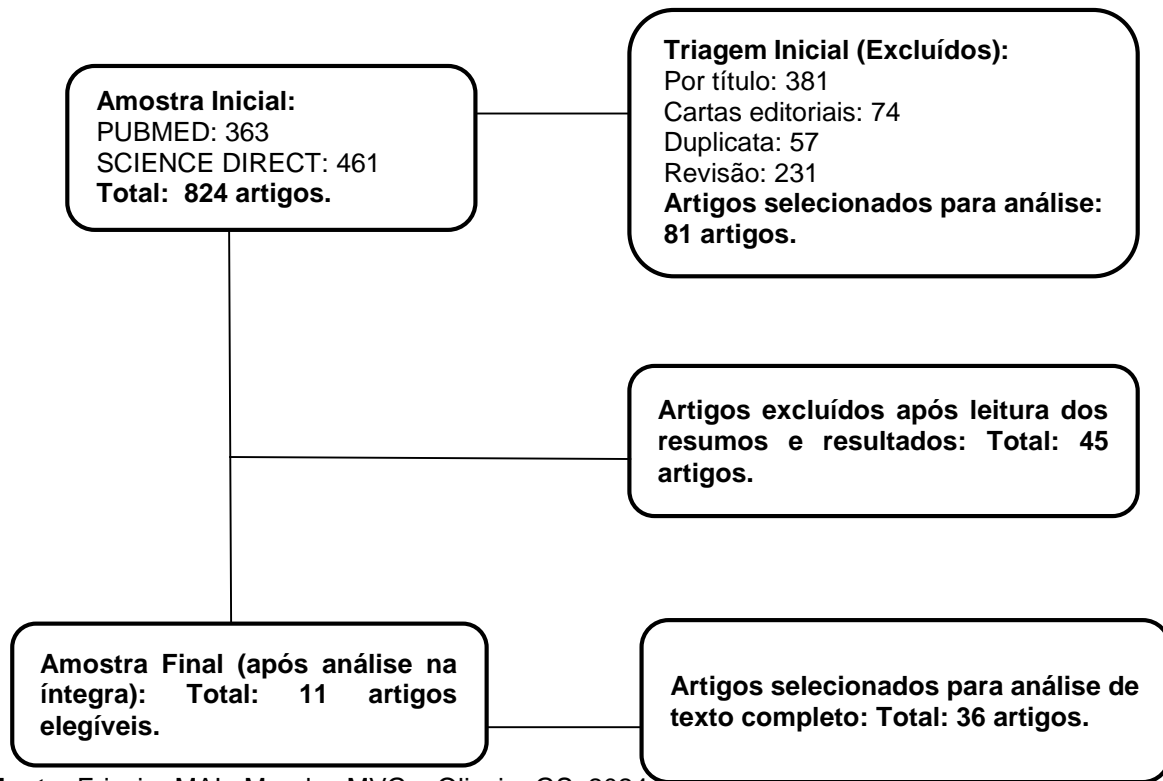 Amostra Inicial:
PUBMED: 363
SCIENCE DIRECT: 461
Total: 824 artigos.
Triagem Inicial (Excluídos):
Por título: 381
Cartas editoriais: 74
Duplicata: 57
Revisão: 231
Artigos selecionados para análise:
81 artigos.
Artigos excluídos após leitura dos
resumos e resultados: Total: 45
artigos.
Amostra Final (após análise na
íntegra): Total: 11 artigos
elegíveis.
Artigos selecionados para análise de
texto completo: Total: 36 artigos.